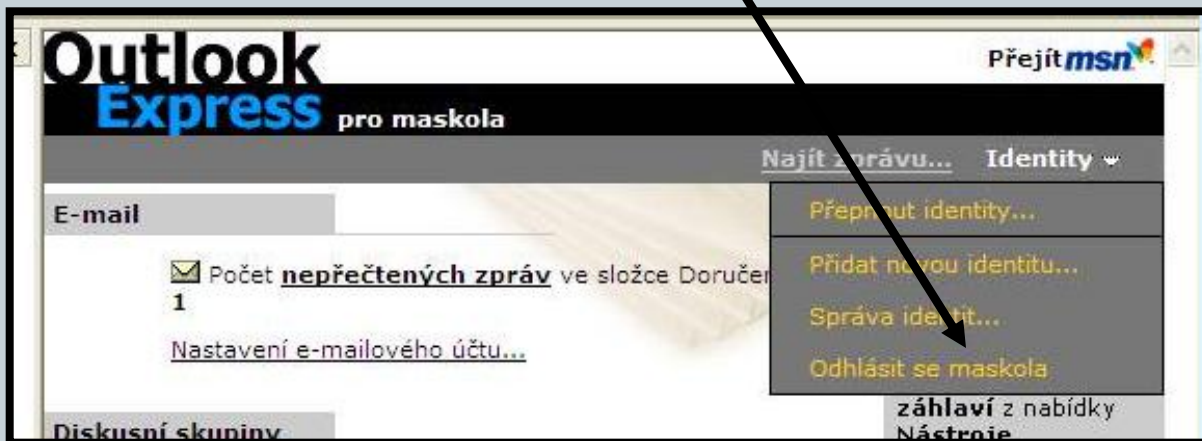 Outlook
Přejít msn
Express pro maskola
Najít zprávu... Identity
E-mail
Přepnout identity...
Počet nepřečtených zpráv ve složce Doručen
Přidat novou identitu...
1
Správa identit...
Nastavení e-mailového účtu...
Odhlásit se maskola
záhlaví z nabídky
Diskusní skupiny
Nástroje